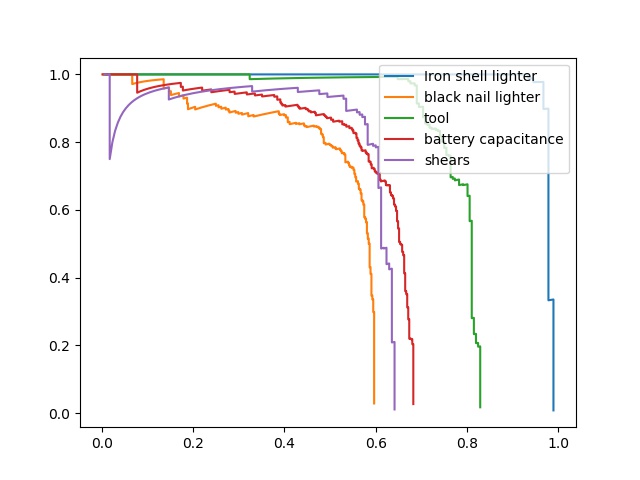 1.0
0.8
0.6
0.4
0.2
0.0
0.0 0.2 0.4 0.6 0.8 1.0
Iron shell lighter
black nail lighter
tool
battery capacitance
shears